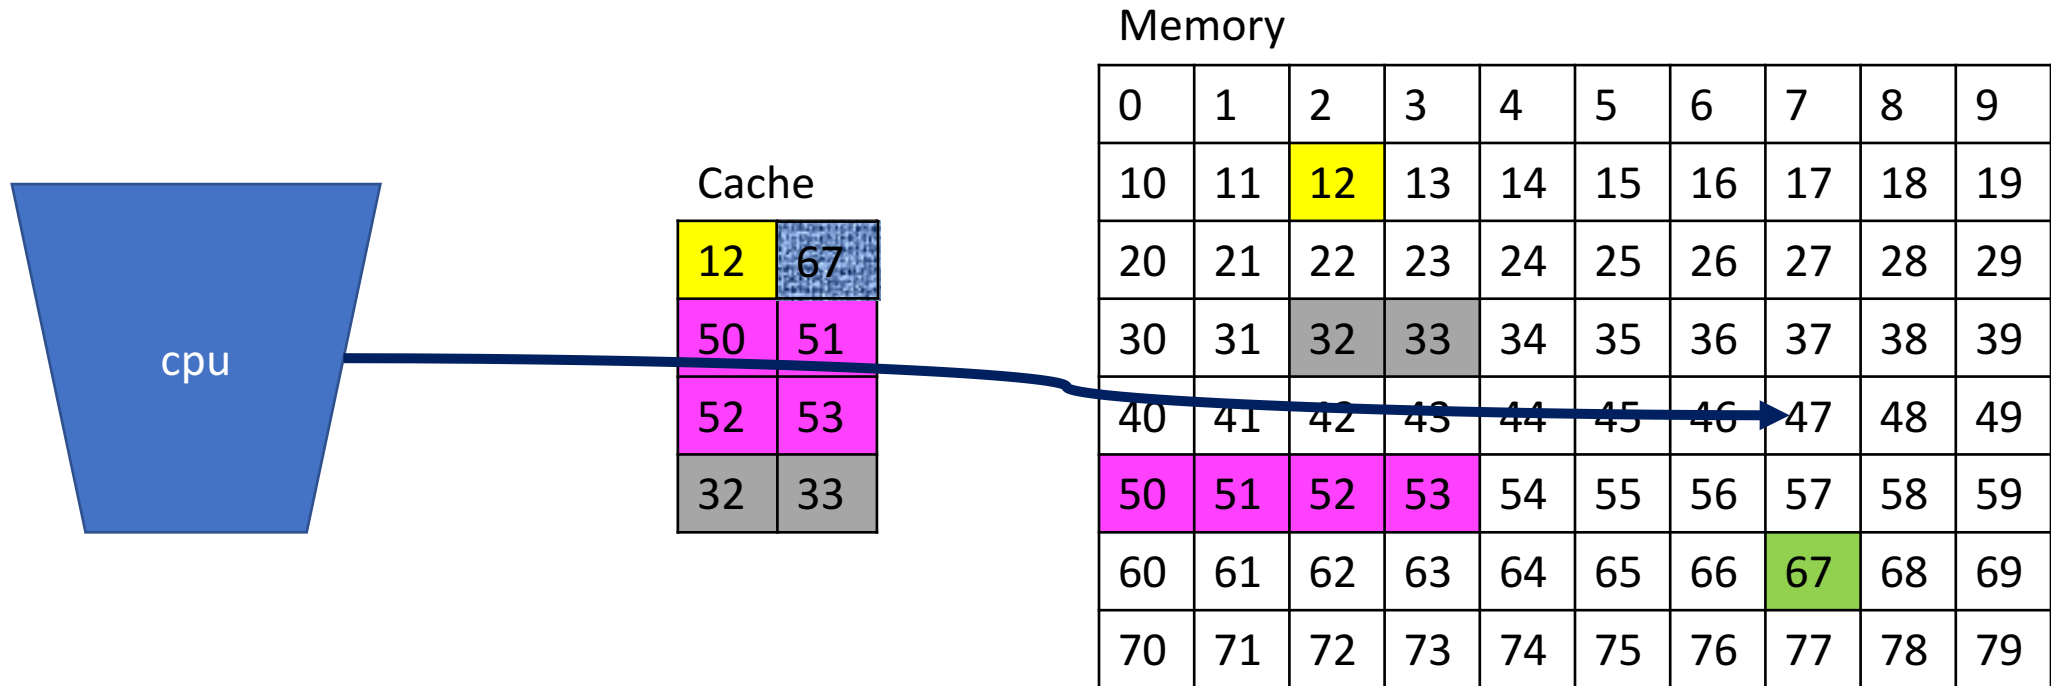 Memory
0 1 2 3 4 5 6 7 8 9
10 11 12 13 14 15 16 17 18 19
20 21 22 23 24 25 26 27 28 29
30 31 32 33 34 35 36 37 38 39
40 41 42 43 44 45 46 47 48 49
50 51 52 53 54 55 56 57 58 59
60 61 62 63 64 65 66 67 68 69
70 71 72 73 74 75 76 77 78 79
Cache
12 67
50 51
52 53
32 33
cpu